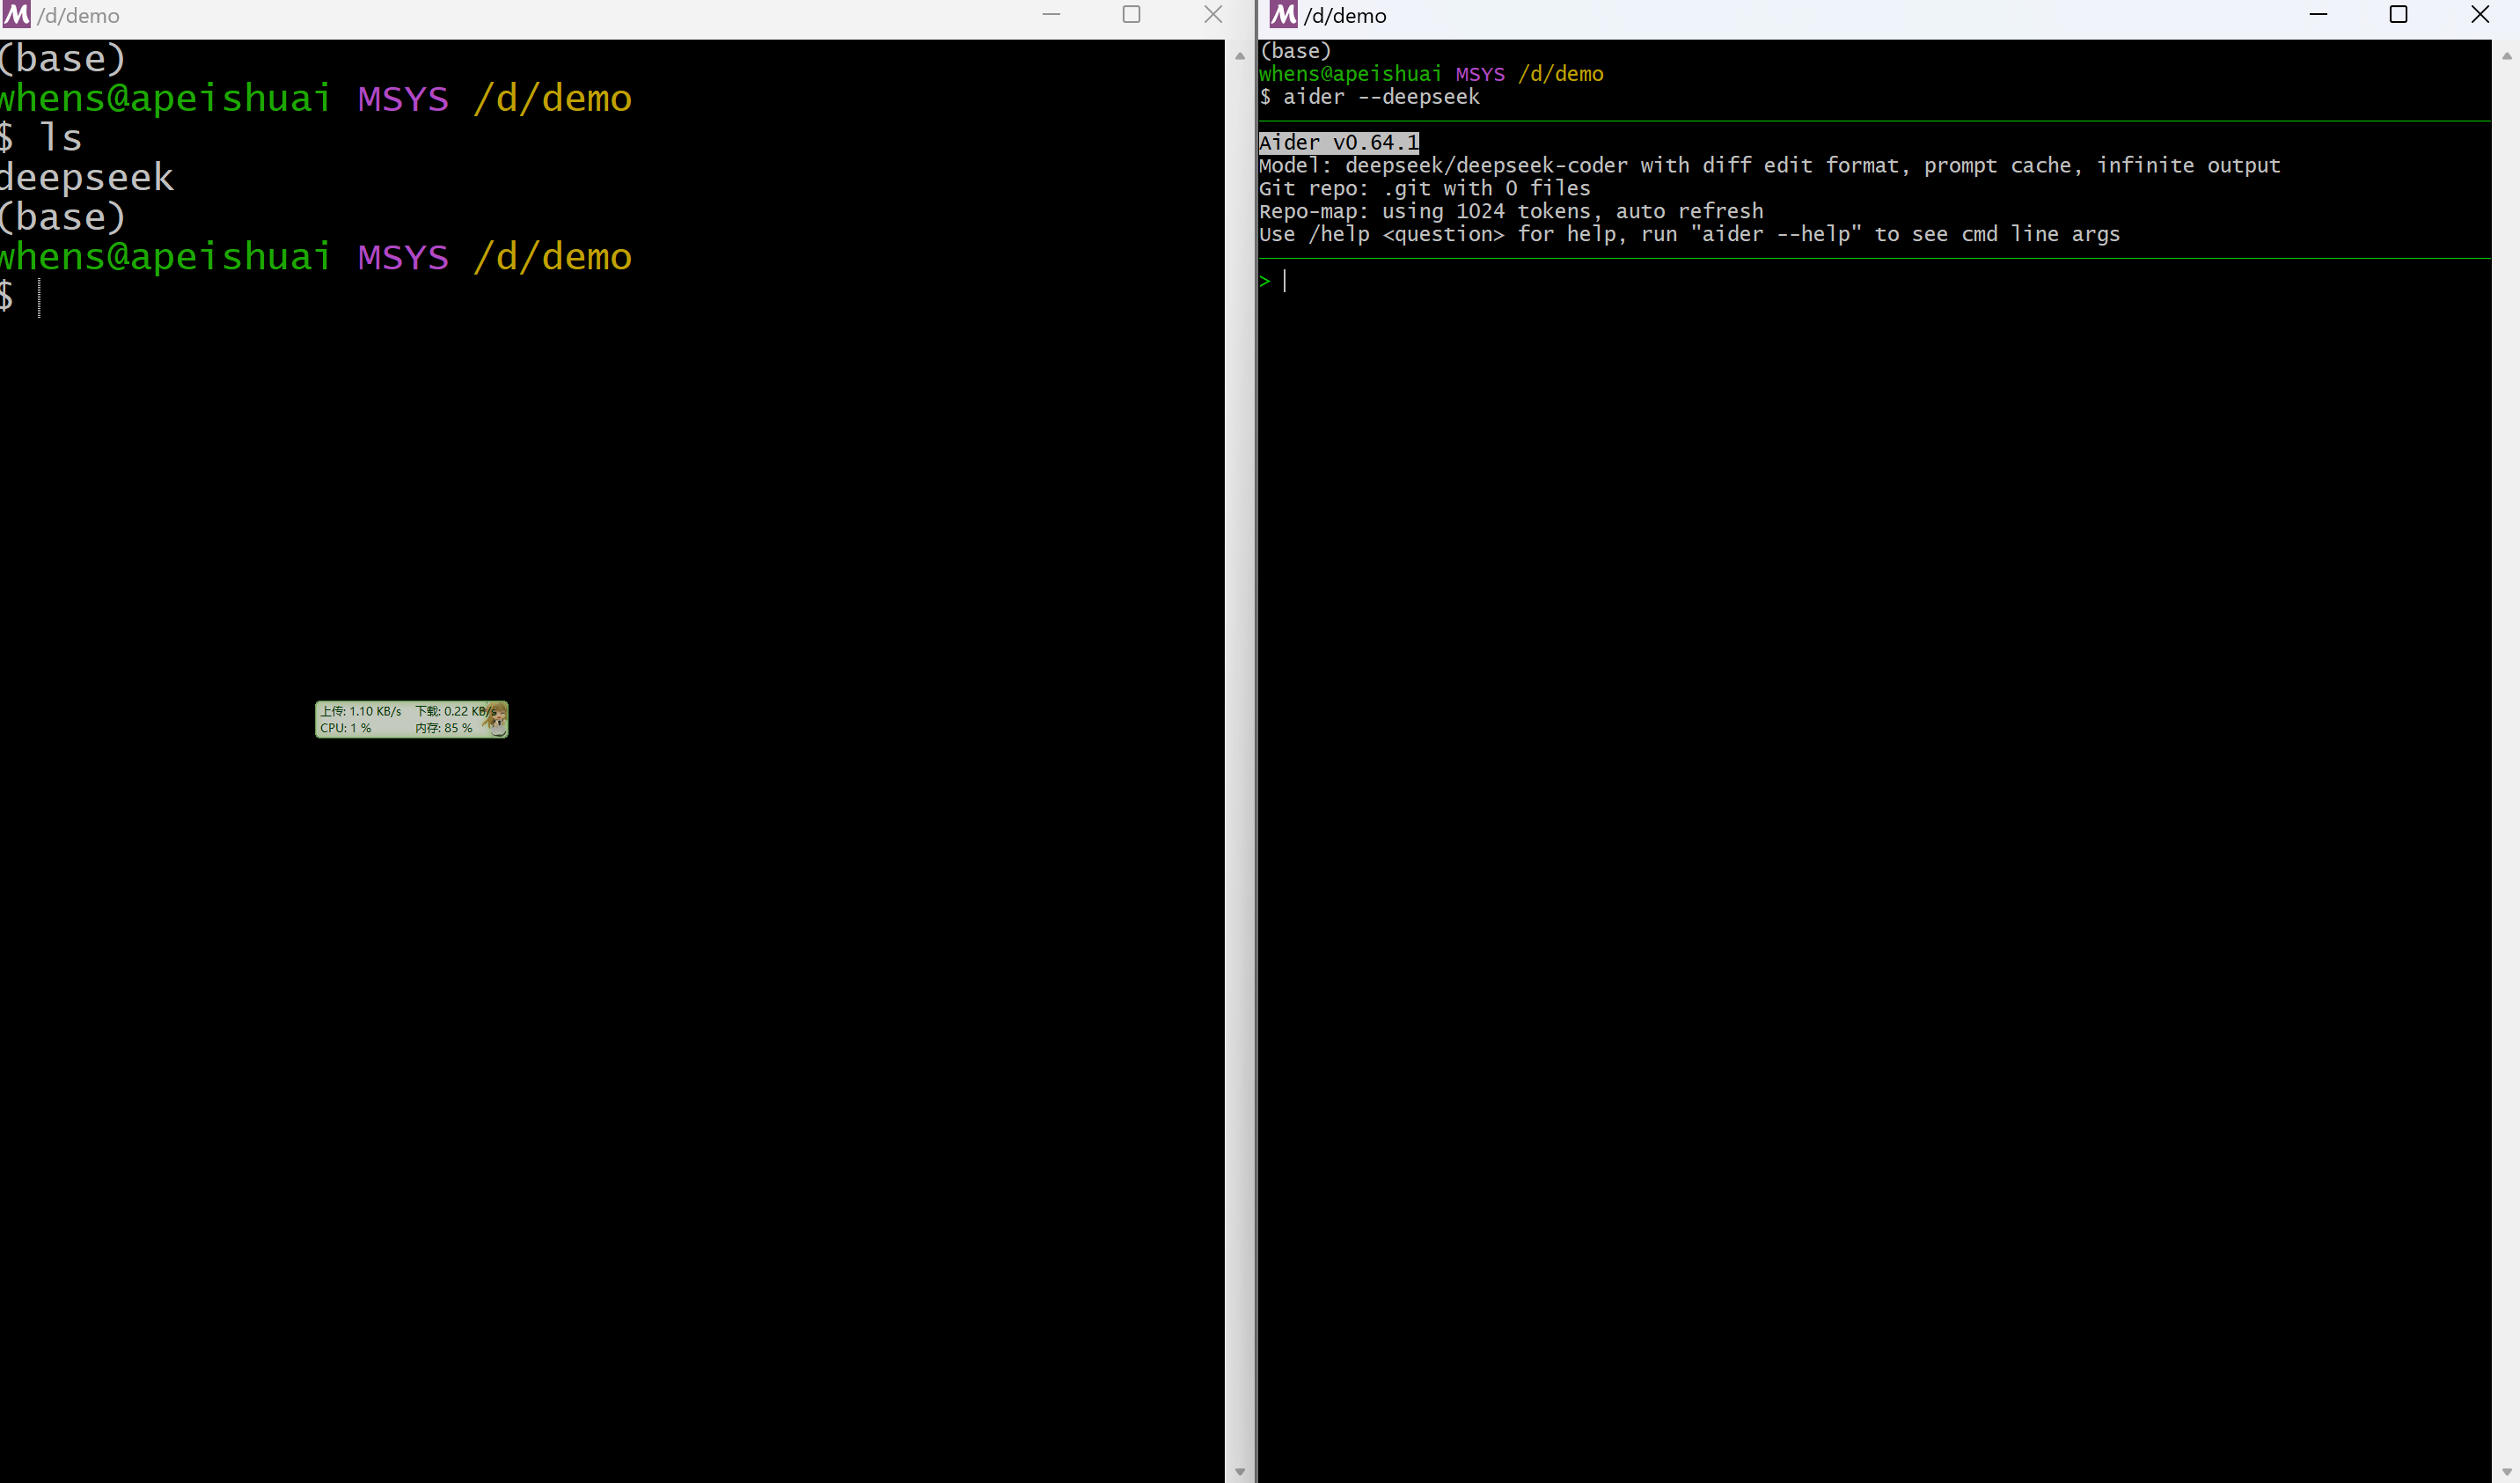 /d/demo
(base)
whens@apeishuai MSYS /d/demo
$ ls
deepseek
(base)
whens@apeishuai MSYS /d/demo
$
上传: 1.10 KB/s 下载: 0.22 KB/s
CPU: 1 % 内存: 85 %
/d/demo
(base)
whens@apeishuai MSYS /d/demo
$ aider --deepseek
Aider v0.64.1
Model: deepseek/deepseek-coder with diff edit format, prompt cache, infinite output
Git repo: .git with 0 files
Repo-map: using 1024 tokens, auto refresh
Use /help <question> for help, run "aider --help" to see cmd line args
>